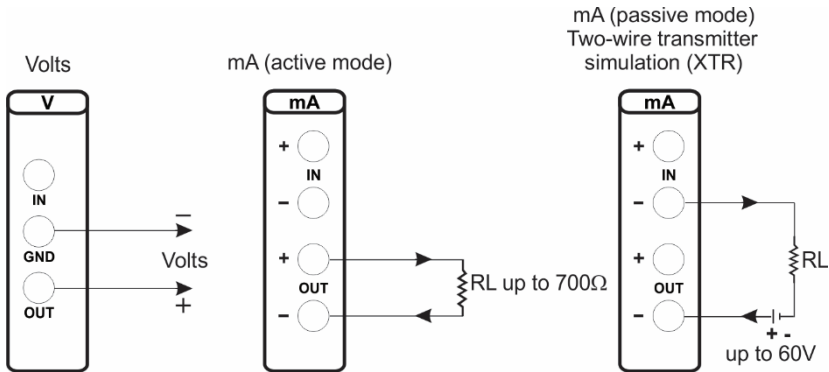 Volts
V
IN
GND
OUT
−
Volts
+
mA (active mode)
mA
+
IN
−
+
OUT
−
RL up to 700Ω
mA (passive mode)
Two-wire transmitter
simulation (XTR)
mA
+
IN
−
+
OUT
−
RL
+ -
up to 60V